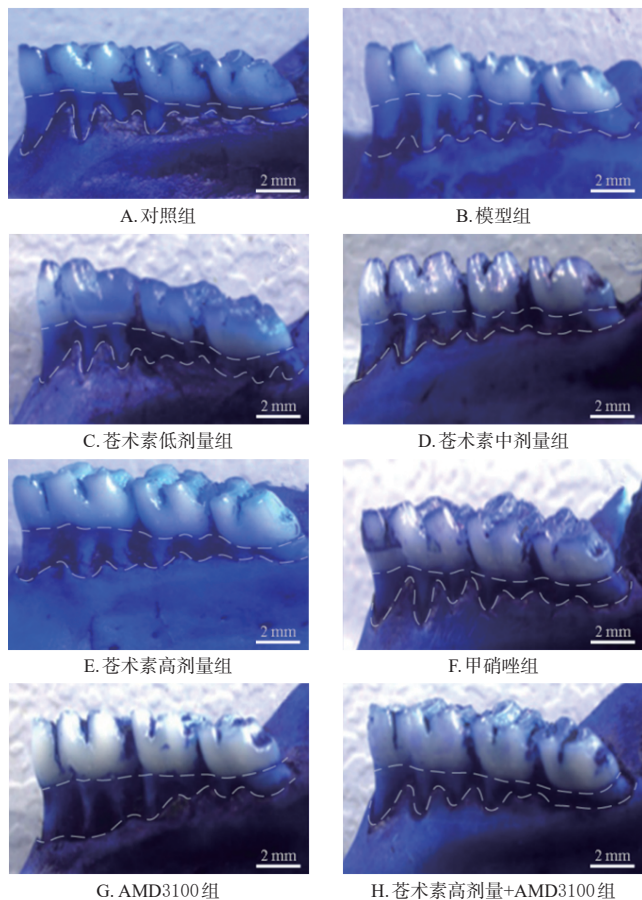 2 mm
2 mm
A. 对照组
B. 模型组
2 mm
2 mm
C. 苍术素低剂量组
D. 苍术素中剂量组
2 mm
2 mm
E. 苍术素高剂量组
F. 甲硝唑组
2 mm
2 mm
G. AMD3100组
H. 苍术素高剂量+AMD3100组